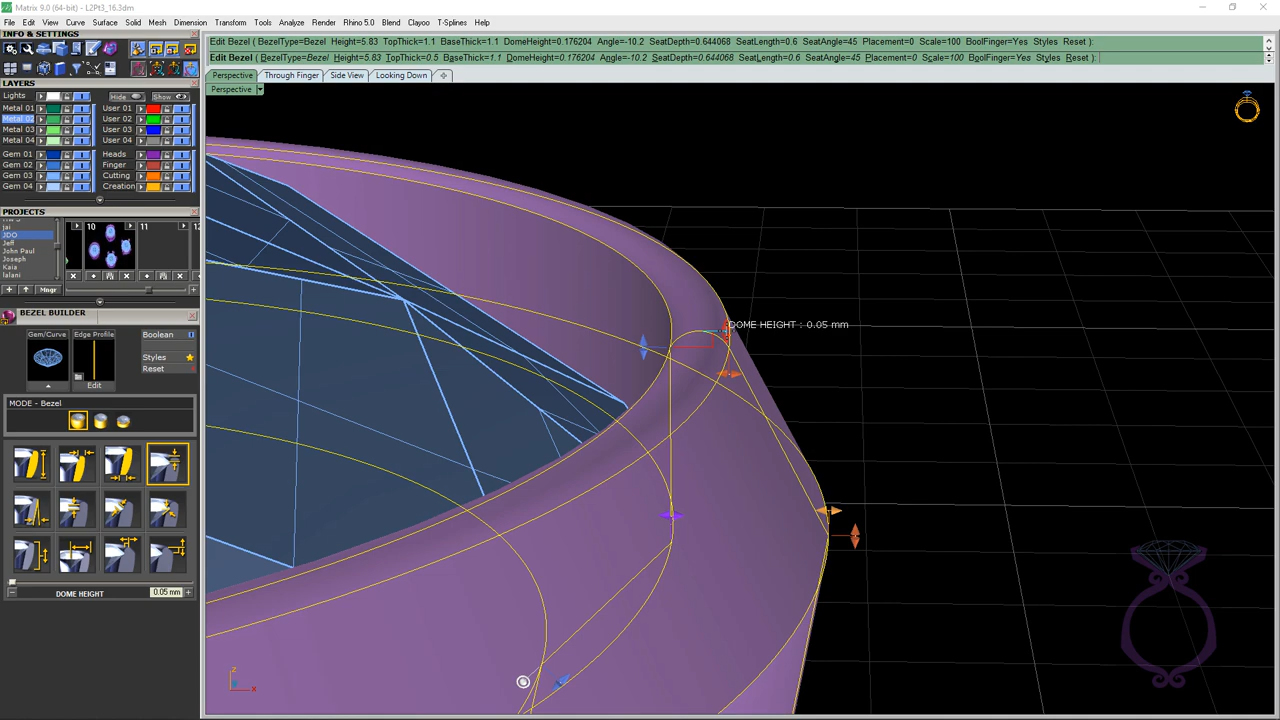 Matrix 9.0 (64-bit) - L2Pt3_16.3dm
File Edit View Curve Surface Solid Mesh Dimension Transform Tools Analyze Render Rhino 5.0 Blend Clayoo T-Splines Help
INFO & SETTINGS
Edit Bezel ( BezelType=Bezel Height=5.83 TopThick=1.1 BaseThick=1.1 DomeHeight=0.176204 Angle=-10.2 SeatDepth=0.644068 SeatLength=0.6 SeatAngle=45 Placement=0 Scale=100 BoolFinger=Yes Styles Reset ):
Edit Bezel ( BezelType=Bezel Height=5.83 TopThick=1.1 BaseThick=1.1 DomeHeight=0.176204 Angle=-10.2 SeatDepth=0.644068 SeatLength=0.6 SeatAngle=45 Placement=0 Scale=100 BoolFinger=Yes Styles Reset ):
Perspective Through Finger Side View Looking Down
Perspective
LAYERS
Lights Hide Show
Metal 01 User 01
Metal 02 User 02
Metal 03 User 03
Metal 04 User 04
Gem 01 Heads
Gem 02 Finger
Gem 03 Cutting
Gem 04 Creation
PROJECTS
jai
JDO
Jeff
John Paul
Joseph
Kaia
lalani
10 11
Mngr
BEZEL BUILDER
Gem/Curve Edge Profile Boolean
Styles
Reset
Edit
MODE - Bezel
DOME HEIGHT 0.05 mm
DOME HEIGHT : 0.05 mm
z
x